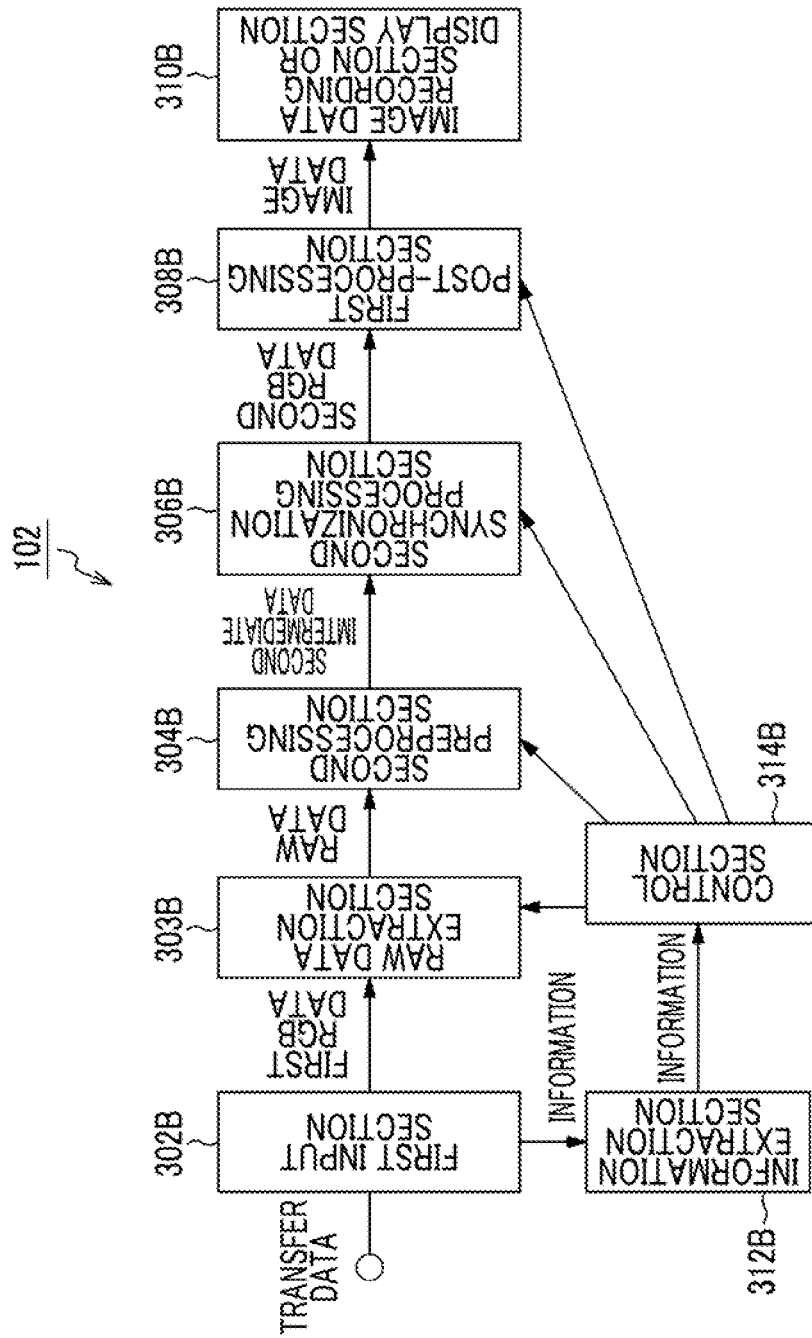 102
TRANSFER
DATA
302B
FIRST INPUT
SECTION
FIRST
RGB
DATA
303B
RAW DATA
EXTRACTION
SECTION
RAW
DATA
304B
SECOND
PREPROCESSING
SECTION
SECOND
IMTERMEDIATE
DATA
306B
SECOND
SYNCHRONIZATION
PROCESSING
SECTION
SECOND
RGB
DATA
308B
FIRST
POST-PROCESSING
SECTION
IMAGE
DATA
310B
IMAGE DATA
RECORDING
SECTION OR
DISPLAY SECTION
INFORMATION
INFORMATION
EXTRACTION
SECTION
312B
INFORMATION
CONTROL
SECTION
314B